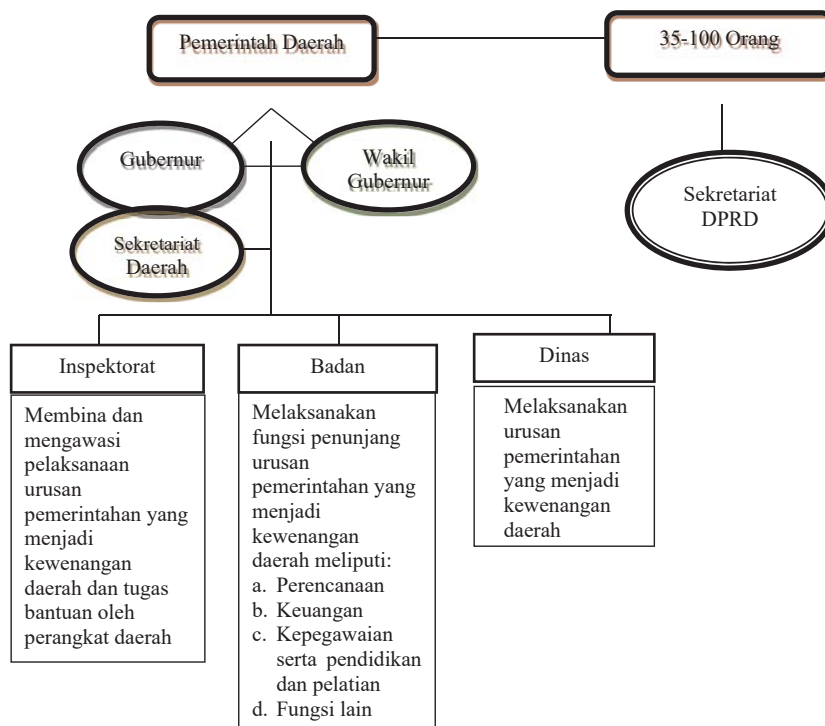 Pemerintah Daerah
35-100 Orang
Gubernur
Wakil
Gubernur
Sekretariat
DPRD
Sekretariat
Daerah
Inspektorat
Membina dan
mengawasi
pelaksanaan
urusan
pemerintahan yang
menjadi
kewenangan
daerah dan tugas
bantuan oleh
perangkat daerah
Badan
Melaksanakan
fungsi penunjang
urusan
pemerintahan yang
menjadi
kewenangan
daerah meliputi:
a. Perencanaan
b. Keuangan
c. Kepegawaian
serta pendidikan
dan pelatian
d. Fungsi lain
Dinas
Melaksanakan
urusan
pemerintahan
yang menjadi
kewenangan
daerah